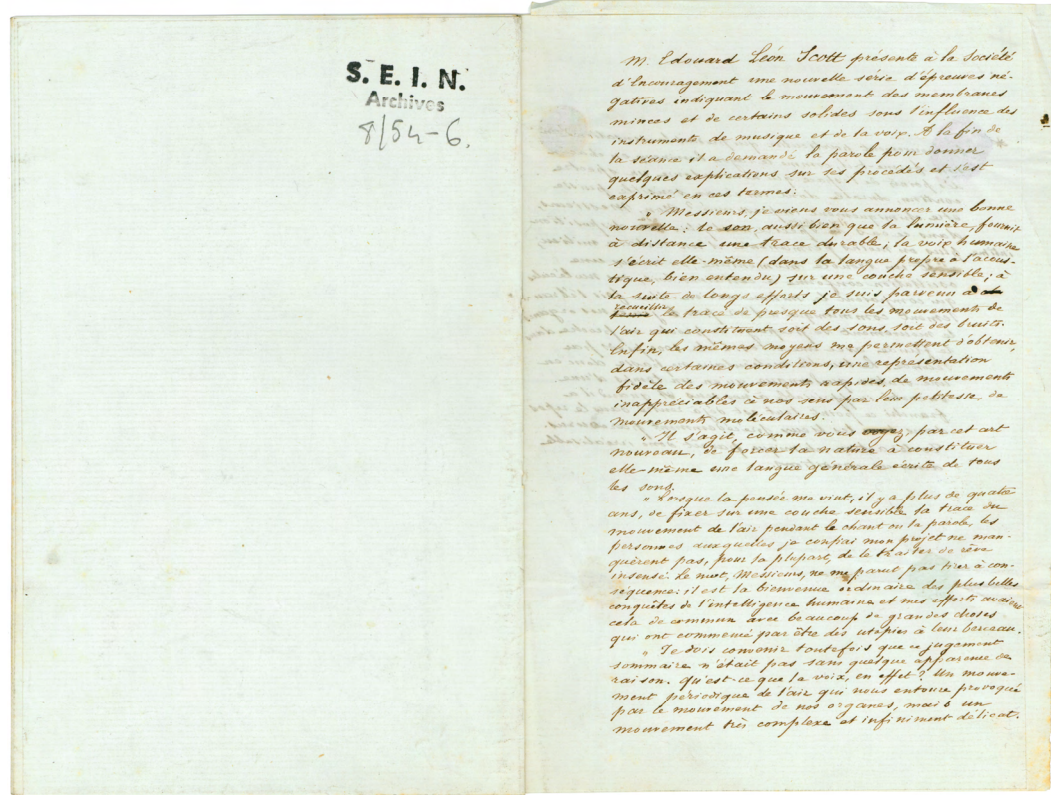 S. E. I. N.
Archives
8/54-6.
M. Edouard Léon Scott présente à la Société
d'Encouragement une nouvelle série d'épreuves né-
gatives indiquant le mouvement des membranes
minces et de certains solides sous l'influence des
instruments de musique et de la voix. A la fin de
la séance il a demandé la parole pour donner
quelques explications sur ses procédés et s'est
exprimé en ces termes:
" Messieurs, je viens vous annoncer une bonne
nouvelle. Le son, aussi bien que la lumière, fournit
à distance une trace durable; la voix humaine
s'écrit elle-même (dans la langue propre à l'acous-
tique, bien entendu) sur une couche sensible; à
la suite de longs efforts je suis parvenu à
recueillir le tracé de presque tous les mouvements de
l'air qui constituent soit des sons, soit des bruits.
Enfin, les mêmes moyens me permettent d'obtenir,
dans certaines conditions, une représentation
fidèle des mouvements rapides, de mouvements
inappréciables à nos sens par leur petitesse, de
mouvements moléculaires.
" Il s'agit, comme vous voyez, par cet art
nouveau, de forcer la nature à constituer
elle-même une langue générale écrite de tous
les sons.
" Lorsque la pensée me vint, il y a plus de quatre
ans, de fixer sur une couche sensible la trace du
mouvement de l'air pendant le chant ou la parole, les
personnes auxquelles je confiai mon projet ne man-
quèrent pas, pour la plupart, de le traiter de rêve
insensé. Le mot, Messieurs, ne me parut pas tirer à con-
séquence: il est la bienvenue ordinaire des plus belles
conquêtes de l'intelligence humaine et mes efforts avaient
cela de commun avec beaucoup de grandes choses
qui ont commencé par être des utopies à leur berceau.
" Je dois convenir toutefois que ce jugement
sommaire n'était pas sans quelque apparence de
raison. Qu'est-ce que la voix, en effet? Un mouve-
ment périodique de l'air qui nous entoure provoqué
par le mouvement de nos organes, mais un
mouvement très complexe et infiniment délicat.